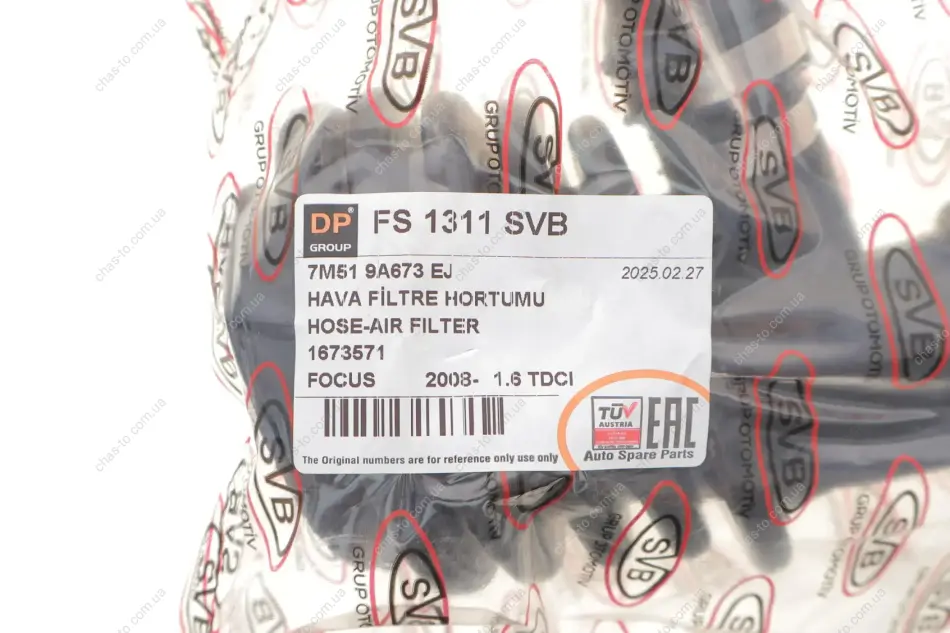 DP®
GROUP
FS 1311 SVB
7M51 9A673 EJ
2025.02.27
HAVA FİLTRE HORTUMU
HOSE-AIR FILTER
1673571
FOCUS 2008- 1.6 TDCI
TÜV
AUSTRIA
EAC
Auto Spare Parts
The Original numbers are for reference only use only
SVB
GRUP OTOMOTİV
chas-to.com.ua